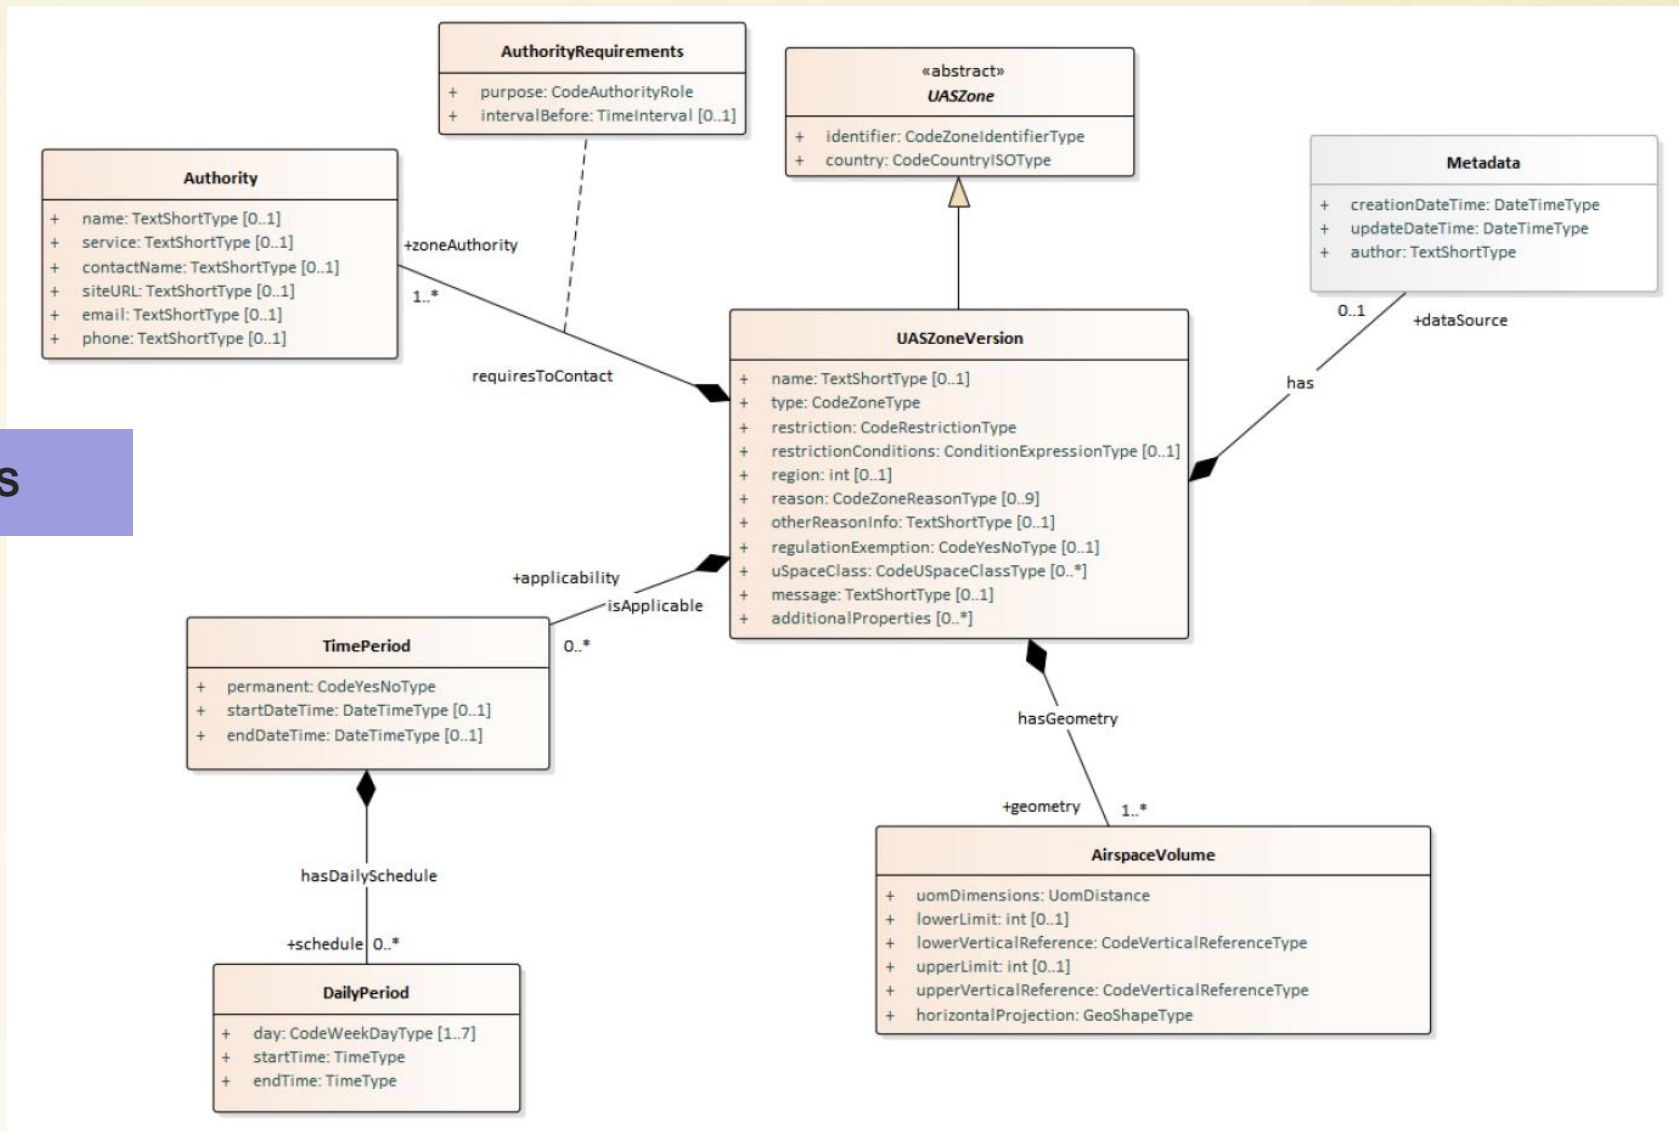 AuthorityRequirements
+ purpose: CodeAuthorityRole
+ intervalBefore: TimeInterval [0..1]
«abstract»
UASZone
+ identifier: CodeZoneIdentifierType
+ country: CodeCountryISOType
Metadata
+ creationDateTime: DateTimeType
+ updateDateTime: DateTimeType
+ author: TextShortType
Authority
+ name: TextShortType [0..1]
+ service: TextShortType [0..1]
+ contactName: TextShortType [0..1]
+ siteURL: TextShortType [0..1]
+ email: TextShortType [0..1]
+ phone: TextShortType [0..1]
+zoneAuthority
1..*
requiresToContact
0..1
+dataSource
has
UASZoneVersion
+ name: TextShortType [0..1]
+ type: CodeZoneType
+ restriction: CodeRestrictionType
+ restrictionConditions: ConditionExpressionType [0..1]
+ region: int [0..1]
+ reason: CodeZoneReasonType [0..9]
+ otherReasonInfo: TextShortType [0..1]
+ regulationExemption: CodeYesNoType [0..1]
+ uSpaceClass: CodeUSpaceClassType [0..*]
+ message: TextShortType [0..1]
+ additionalProperties [0..*]
s
+applicability
isApplicable
0..*
TimePeriod
+ permanent: CodeYesNoType
+ startDateTime: DateTimeType [0..1]
+ endDateTime: DateTimeType [0..1]
hasGeometry
+geometry
1..*
hasDailySchedule
+schedule
0..*
AirspaceVolume
+ uomDimensions: UomDistance
+ lowerLimit: int [0..1]
+ lowerVerticalReference: CodeVerticalReferenceType
+ upperLimit: int [0..1]
+ upperVerticalReference: CodeVerticalReferenceType
+ horizontalProjection: GeoShapeType
DailyPeriod
+ day: CodeWeekDayType [1..7]
+ startTime: TimeType
+ endTime: TimeType